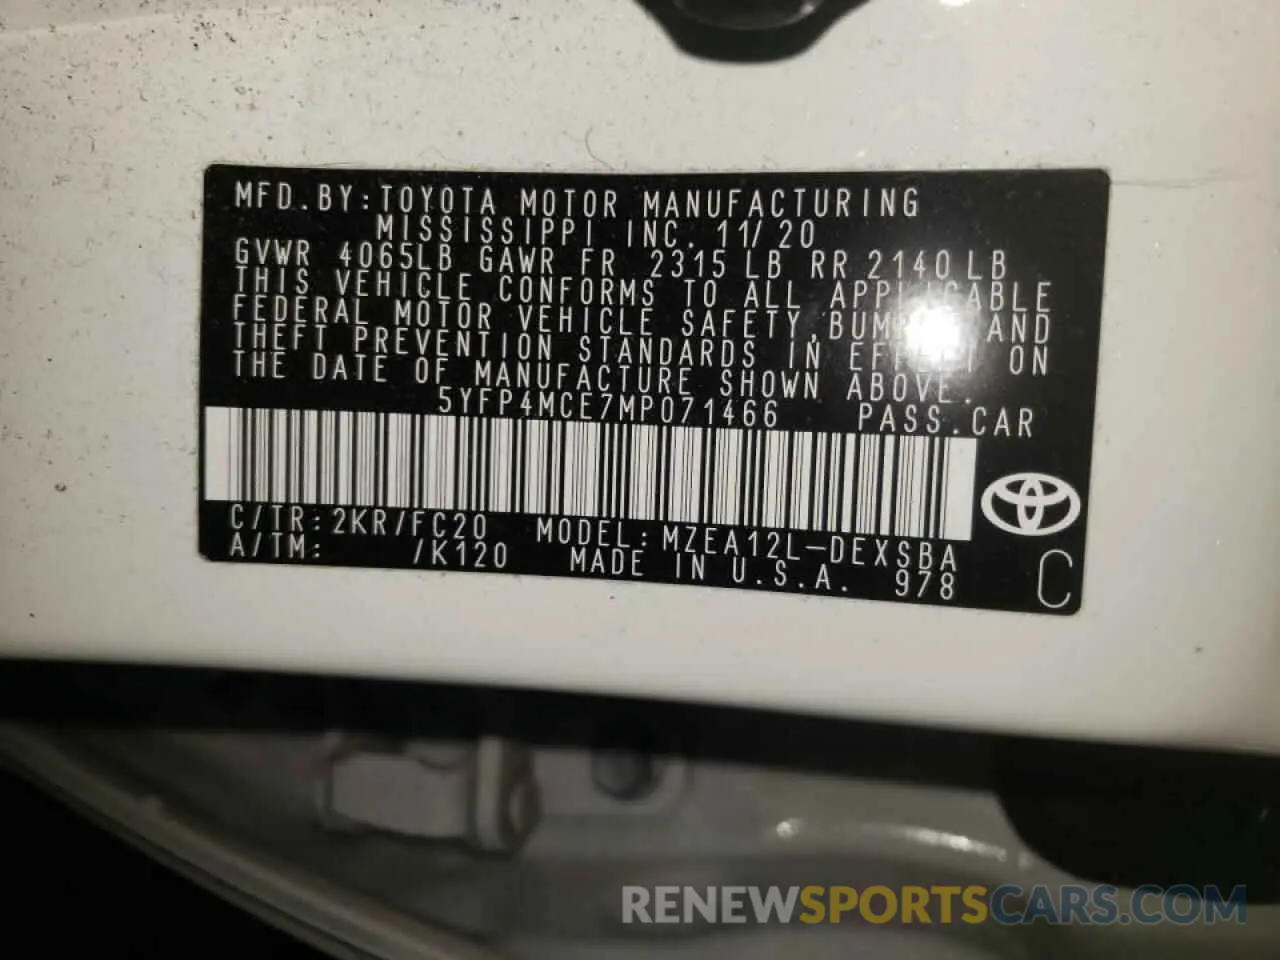 MFD.BY:TOYOTA MOTOR MANUFACTURING
MISSISSIPPI INC. 11/20
GVWR 4065LB GAWR FR 2315 LB RR 2140 LB
THIS VEHICLE CONFORMS TO ALL APPLICABLE
FEDERAL MOTOR VEHICLE SAFETY, AND
THEFT PREVENTION STANDARDS IN EFFECT ON
THE DATE OF MANUFACTURE SHOWN ABOVE.
5YFP4MCE7MP071466 PASS.CAR
C/TR:2KR/FC20 MODEL:MZEA12L-DEXSBA
A/TM: /K120 MADE IN U.S.A. 978
C
RENEWSPORTSCARS.COM